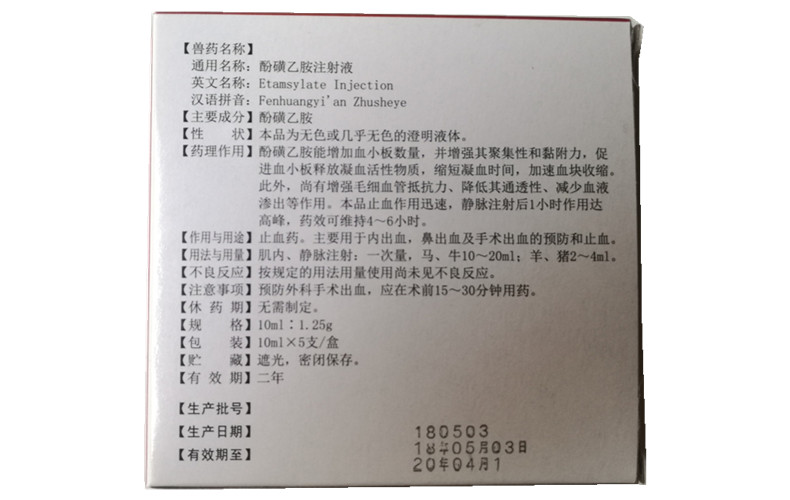 【兽药名称】
通用名称：酚磺乙胺注射液
英文名称：Etamsylate Injection
汉语拼音：Fenhuangyi'an Zhusheye
【主要成分】酚磺乙胺
【性 状】本品为无色或几乎无色的澄明液体。
【药理作用】酚磺乙胺能增加血小板数量，并增强其聚集性和黏附力，促
进血小板释放凝血活性物质，缩短凝血时间，加速血块收缩。
此外，尚有增强毛细血管抵抗力、降低其通透性、减少血液
渗出等作用。本品止血作用迅速，静脉注射后1小时作用达
高峰，药效可维持4～6小时。
【作用与用途】止血药。主要用于内出血，鼻出血及手术出血的预防和止血。
【用法与用量】肌内、静脉注射：一次量，马、牛10～20ml；羊、猪2～4ml。
【不良反应】按规定的用法用量使用尚未见不良反应。
【注意事项】预防外科手术出血，应在术前15～30分钟用药。
【休 药 期】无需制定。
【规 格】10ml：1.25g
【包 装】10ml×5支/盒
【贮 藏】遮光，密闭保存。
【有 效 期】二年
【生产批号】
【生产日期】 180503
18年05月03日
【有效期至】 20年04月1